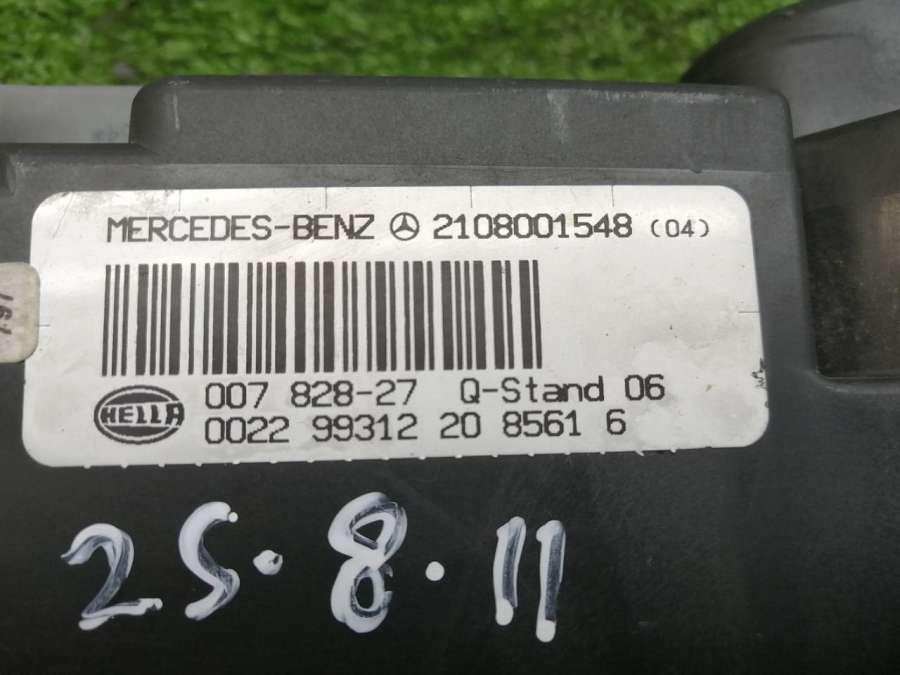 MERCEDES-BENZ 2108001548 (04)
HELLA
007 828-27 Q-Stand 06
0022 99312 20 8561 6
25.8.11